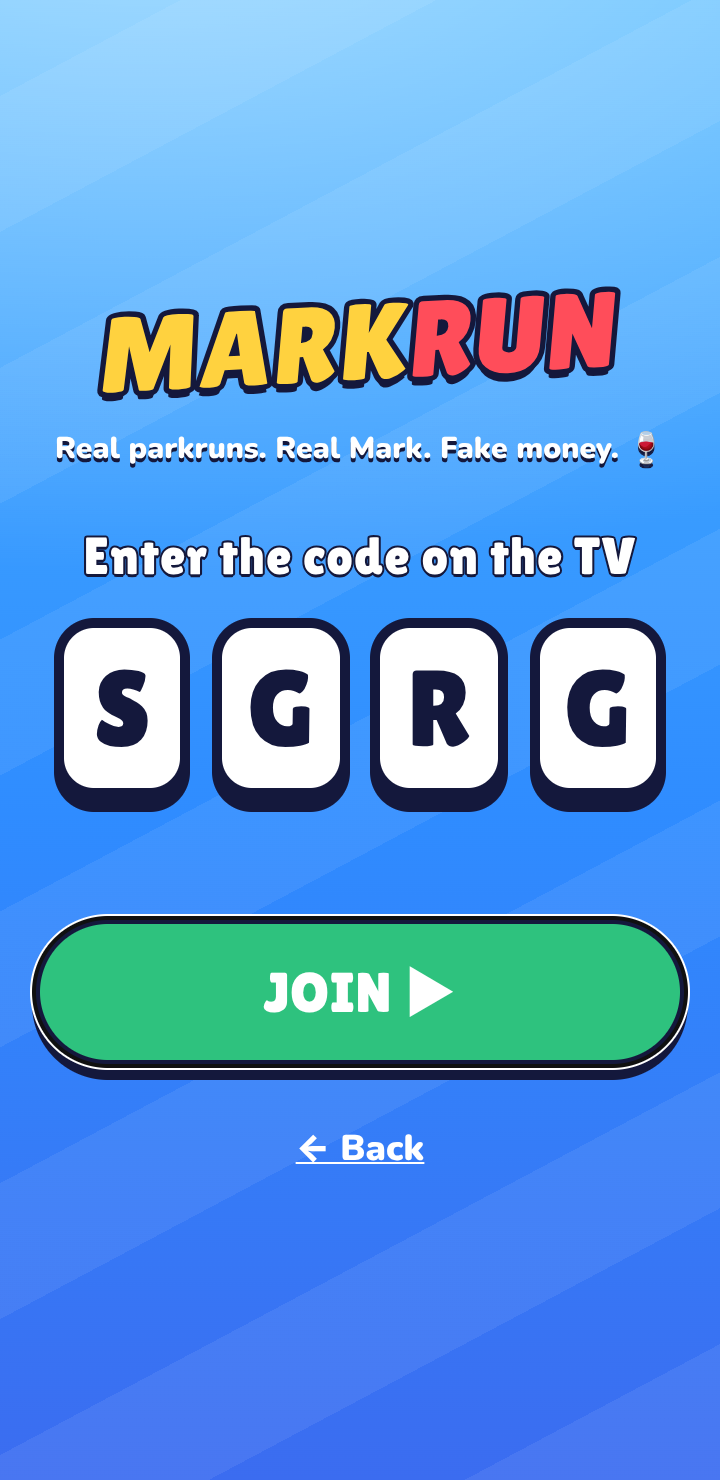 MARKRUN
Real parkruns. Real Mark. Fake money. 🍷
Enter the code on the TV
S G R G
JOIN ▶
← Back